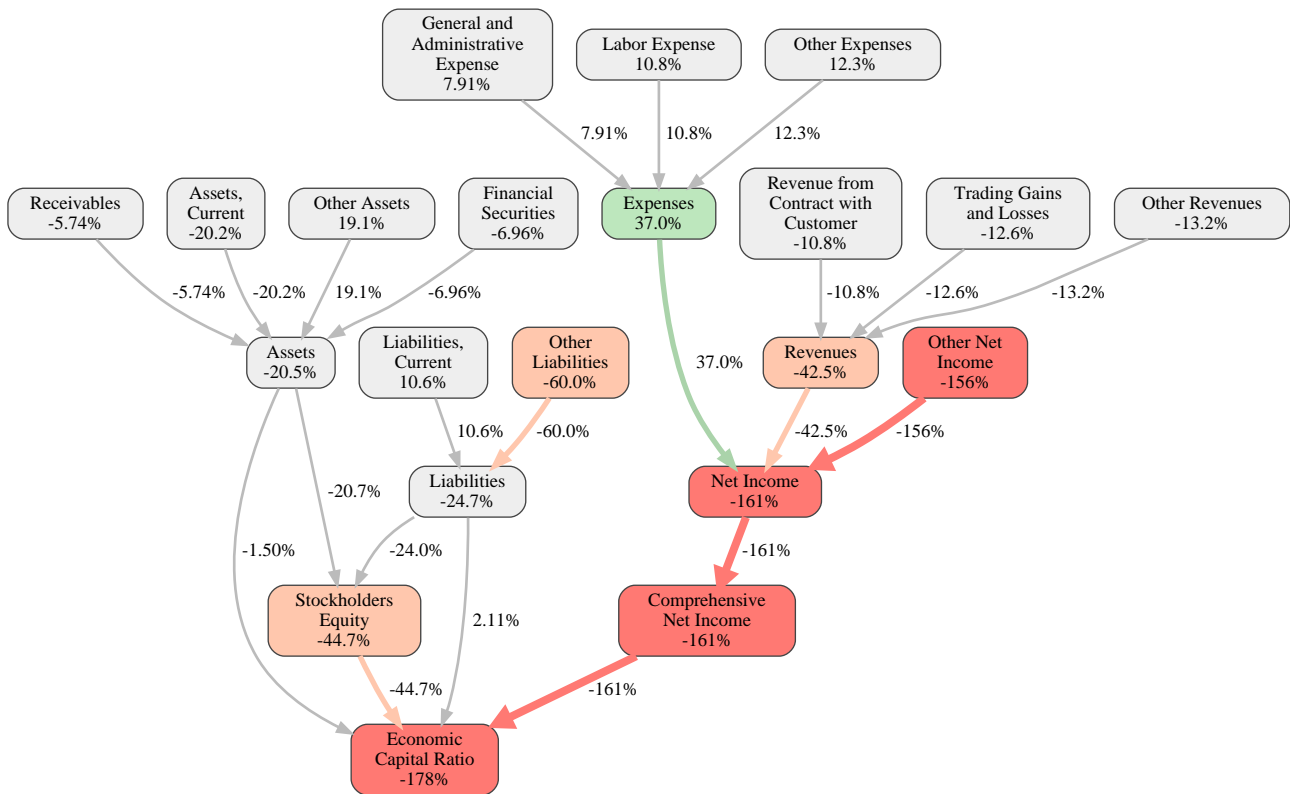 General and
Administrative
Expense
7.91%
Labor Expense
10.8%
Other Expenses
12.3%
7.91%
10.8%
12.3%
Receivables
-5.74%
Assets,
Current
-20.2%
Other Assets
19.1%
Financial
Securities
-6.96%
Expenses
37.0%
Revenue from
Contract with
Customer
-10.8%
Trading Gains
and Losses
-12.6%
Other Revenues
-13.2%
-5.74%
-20.2%
19.1%
-6.96%
-10.8%
-12.6%
-13.2%
Assets
-20.5%
Liabilities,
Current
10.6%
Other
Liabilities
-60.0%
37.0%
Revenues
-42.5%
Other Net
Income
-156%
10.6%
-60.0%
-42.5%
-156%
Liabilities
-24.7%
Net Income
-161%
-20.7%
-1.50%
-24.0%
2.11%
-161%
Stockholders
Equity
-44.7%
Comprehensive
Net Income
-161%
-44.7%
-161%
Economic
Capital Ratio
-178%